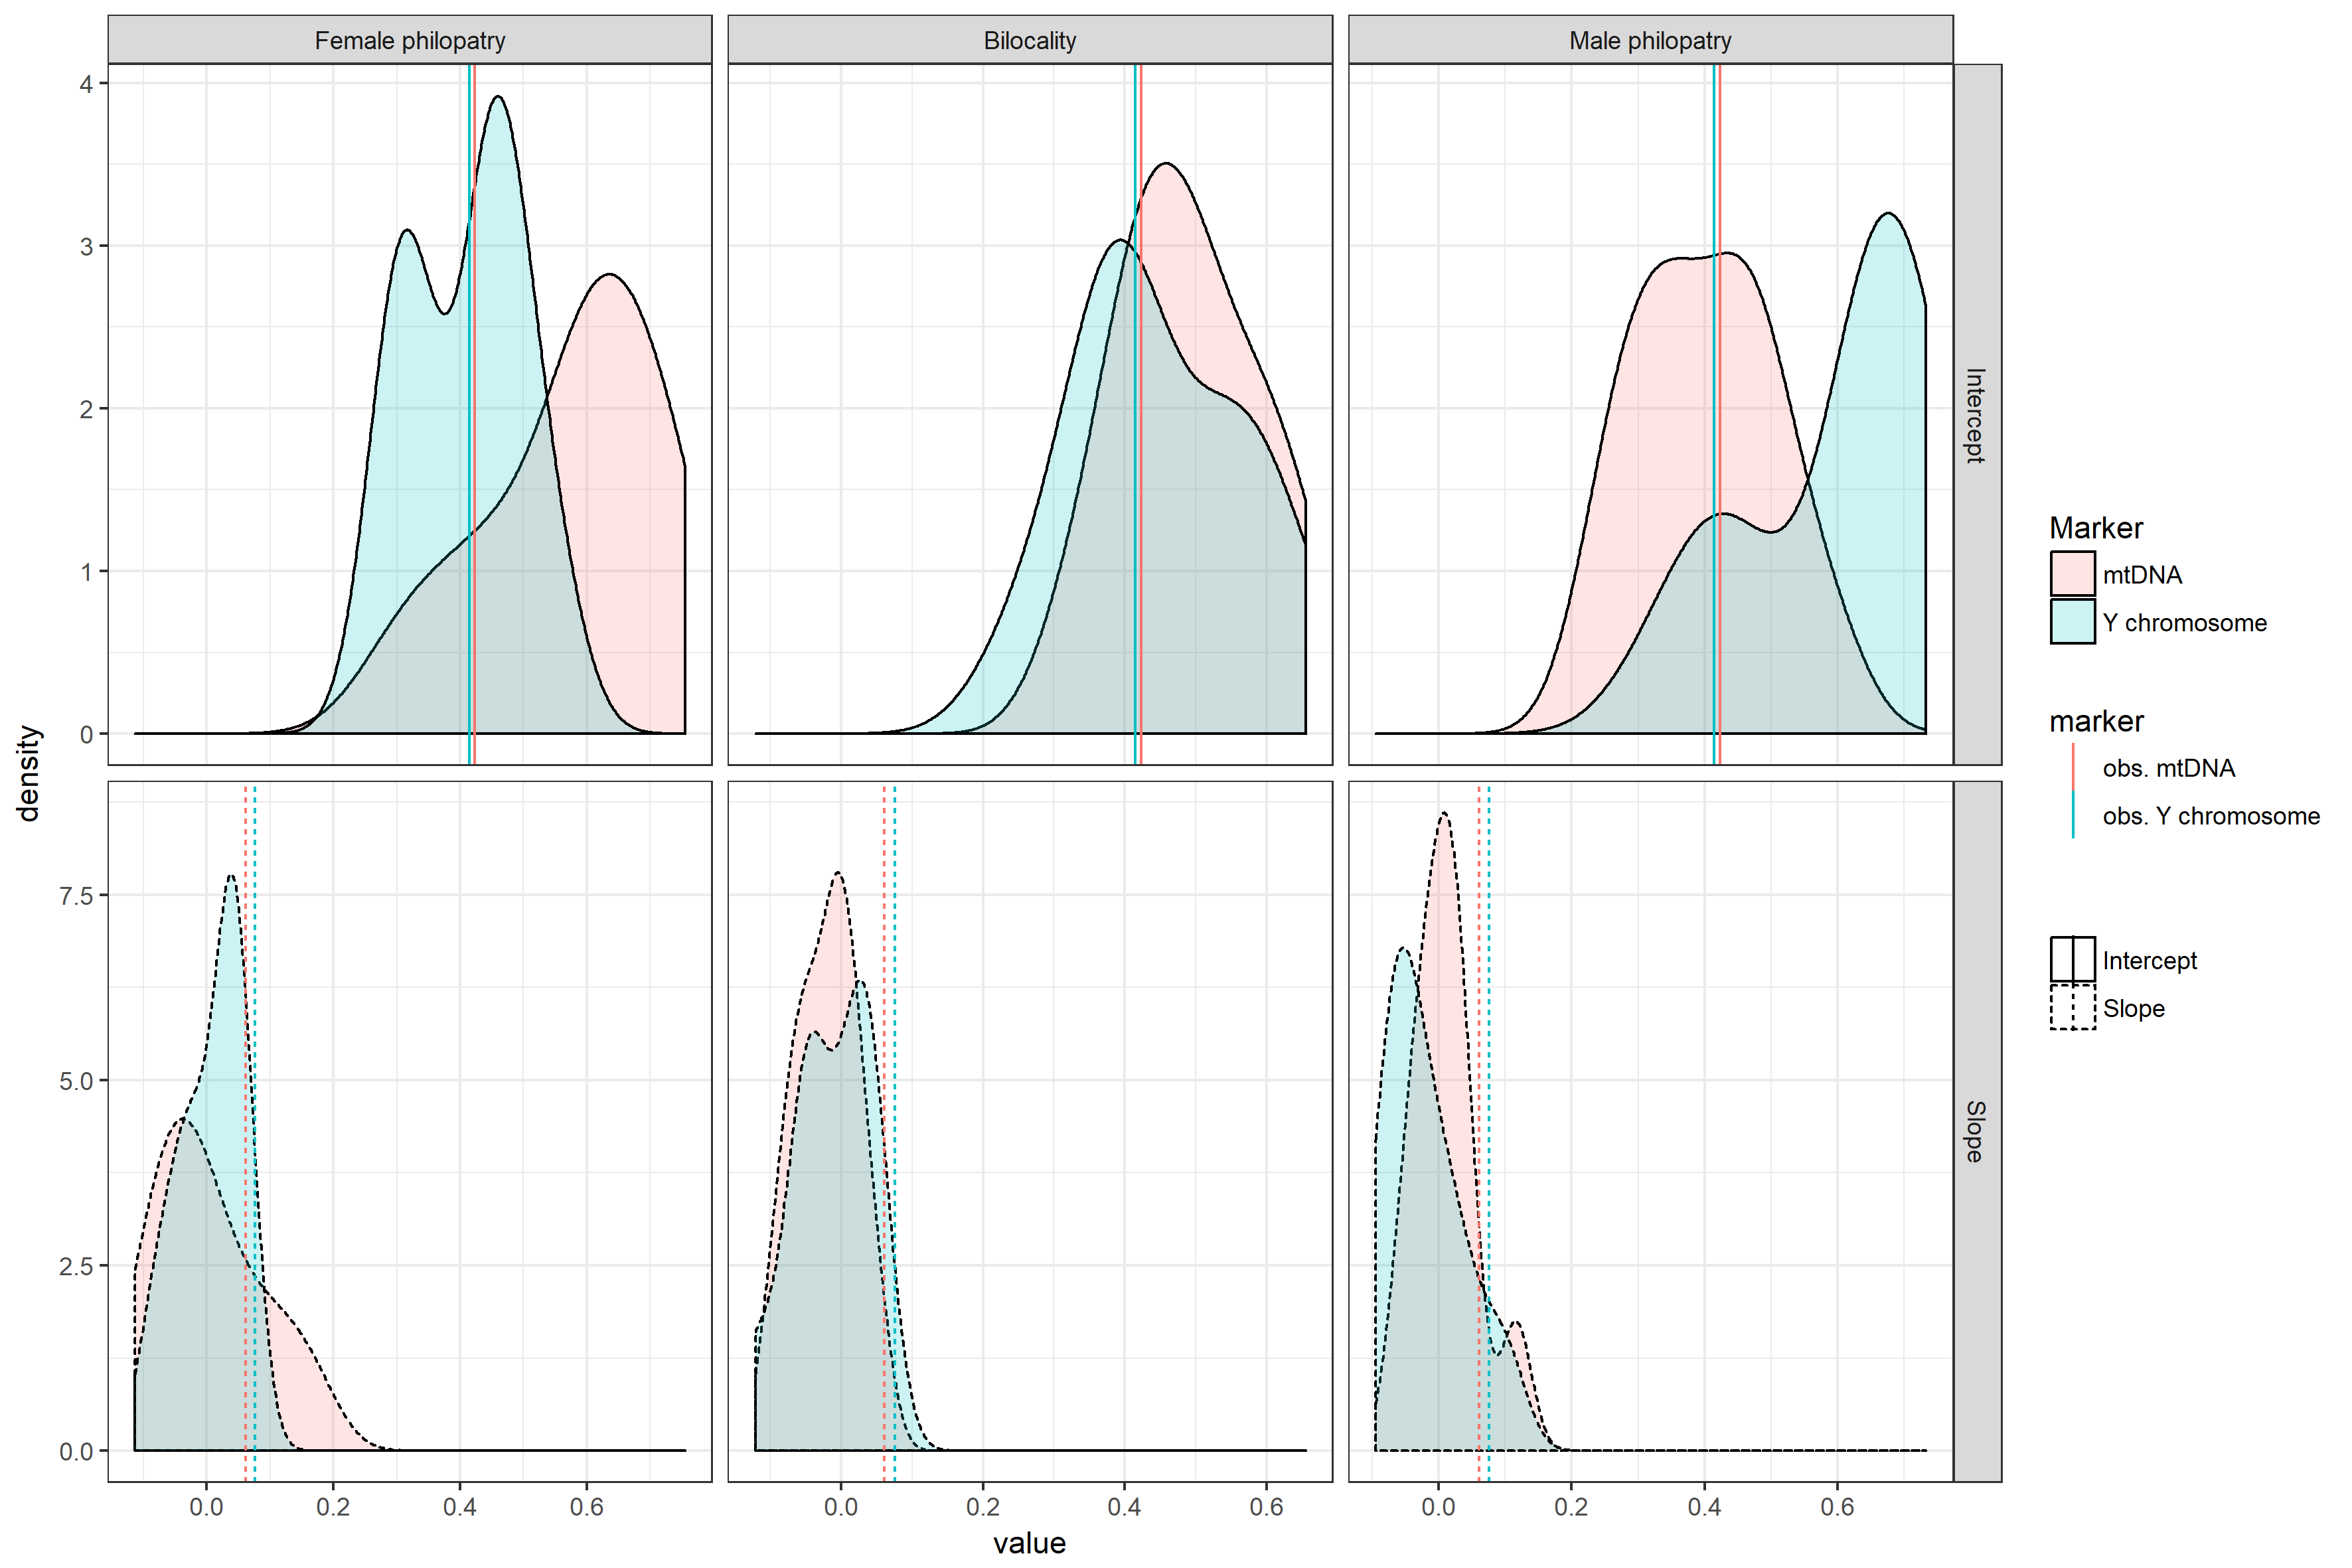 Female philopatry
Bilocality
Male philopatry
4
3
2
1
0
Intercept
7.5
5.0
2.5
0.0
Slope
density
0.0 0.2 0.4 0.6
0.0 0.2 0.4 0.6
0.0 0.2 0.4 0.6
value
Marker
mtDNA
Y chromosome
marker
obs. mtDNA
obs. Y chromosome
Intercept
Slope